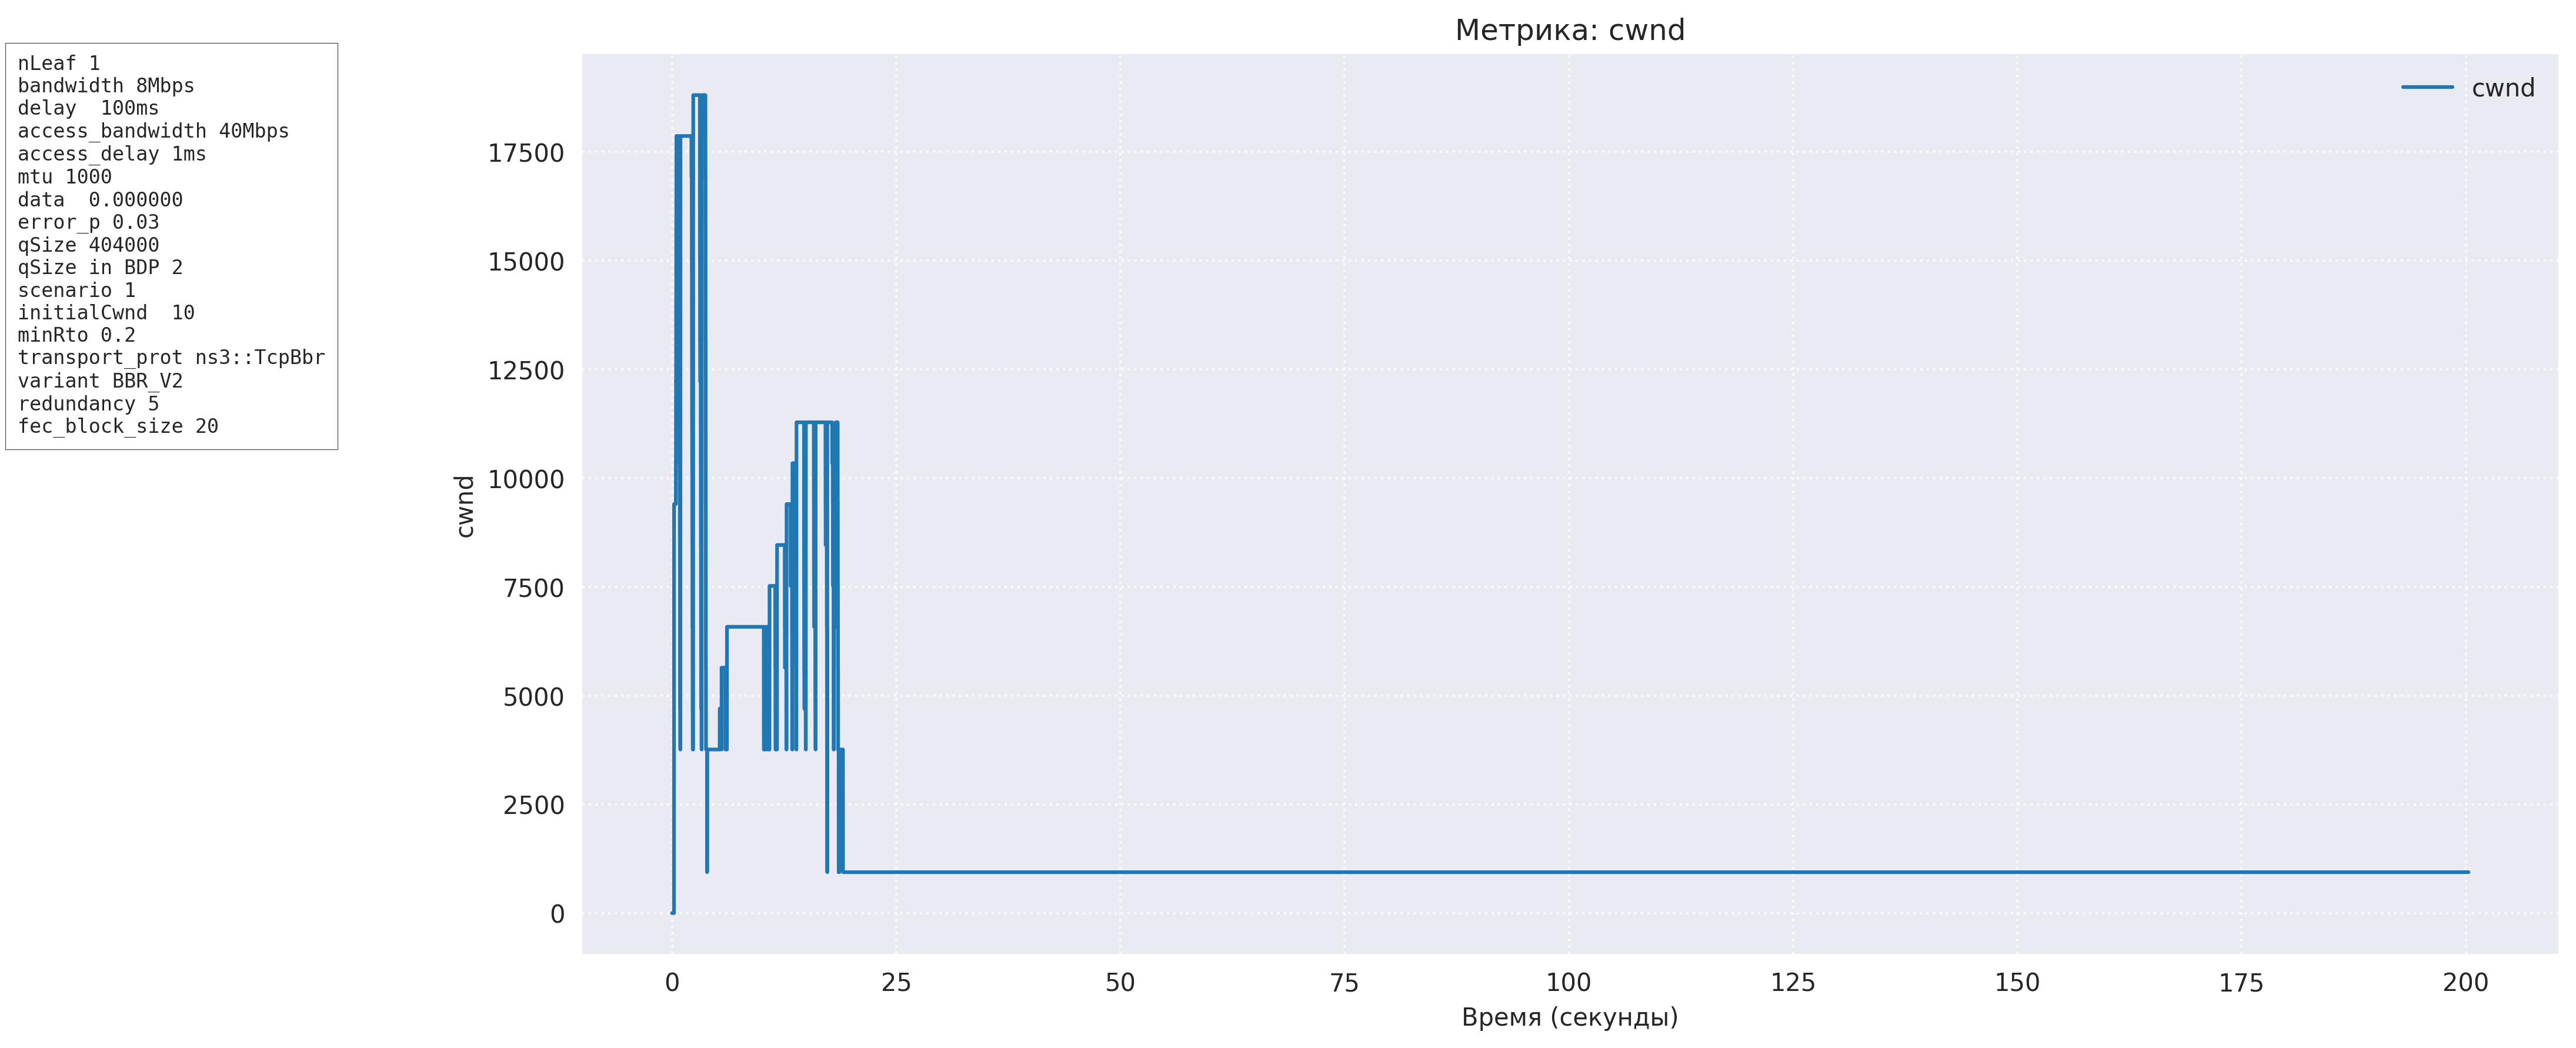 Метрика: cwnd
nLeaf 1
bandwidth 8Mbps
delay  100ms
access_bandwidth 40Mbps
access_delay 1ms
mtu 1000
data  0.000000
error_p 0.03
qSize 404000
qSize in BDP 2
scenario 1
initialCwnd  10
minRto 0.2
transport_prot ns3::TcpBbr
variant BBR_V2
redundancy 5
fec_block_size 20
cwnd
cwnd
17500
15000
12500
10000
7500
5000
2500
0
0 25 50 75 100 125 150 175 200
Время (секунды)